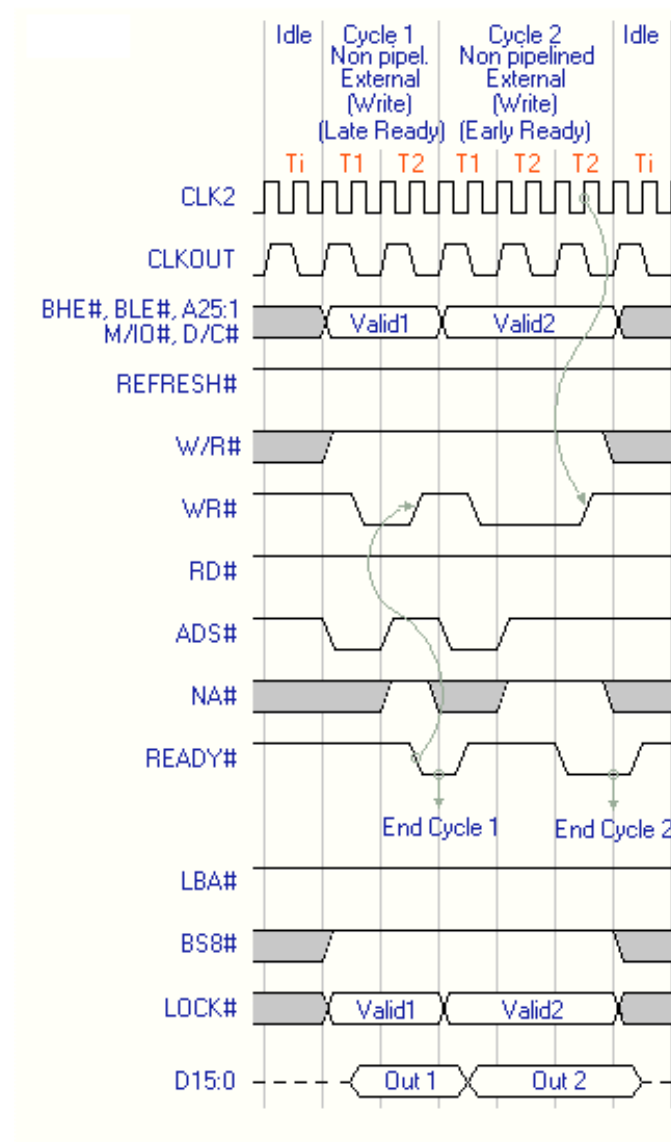 Idle Cycle 1 Cycle 2 Idle
Non pipel. Non pipelined
External External
(Write) (Write)
(Late Ready) (Early Ready)
Ti T1 T2 T1 T2 T2 Ti
CLK2
CLKOUT
BHE#, BLE#, A25:1
M/IO#, D/C#
Valid1 Valid2
REFRESH#
W/R#
WR#
RD#
ADS#
NA#
READY#
End Cycle 1 End Cycle 2
LBA#
BS8#
LOCK# Valid1 Valid2
D15:0 Out 1 Out 2